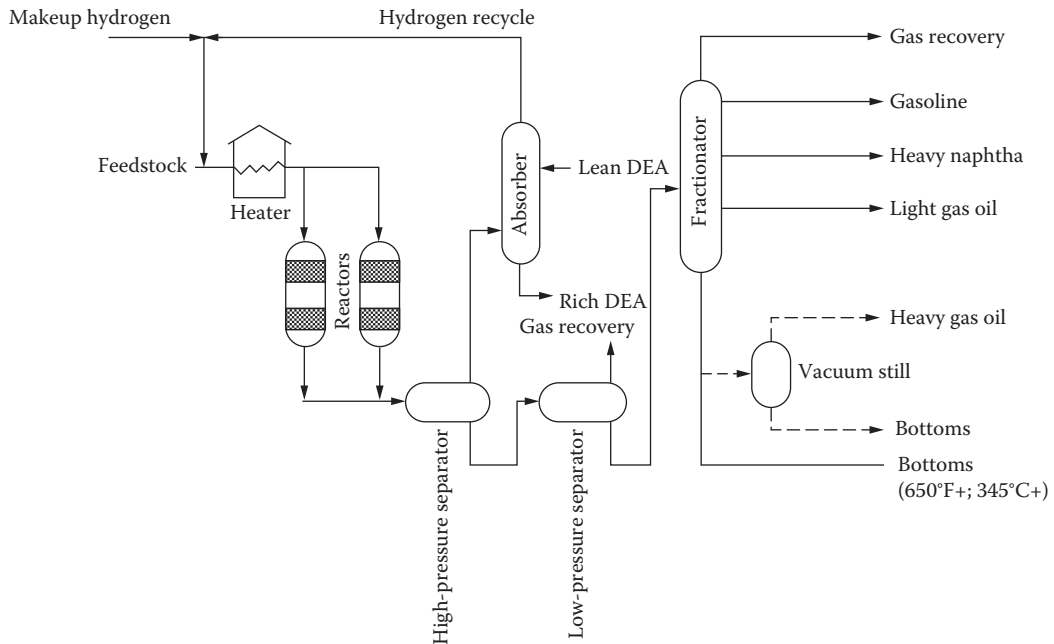 Makeup hydrogen
Hydrogen recycle
Gas recovery
Gasoline
Feedstock
Heater
Absorber
Lean DEA
Fractionator
Heavy naphtha
Light gas oil
Reactors
Rich DEA
Gas recovery
Heavy gas oil
Vacuum still
Bottoms
Bottoms
(650°F+; 345°C+)
High-pressure separator
Low-pressure separator